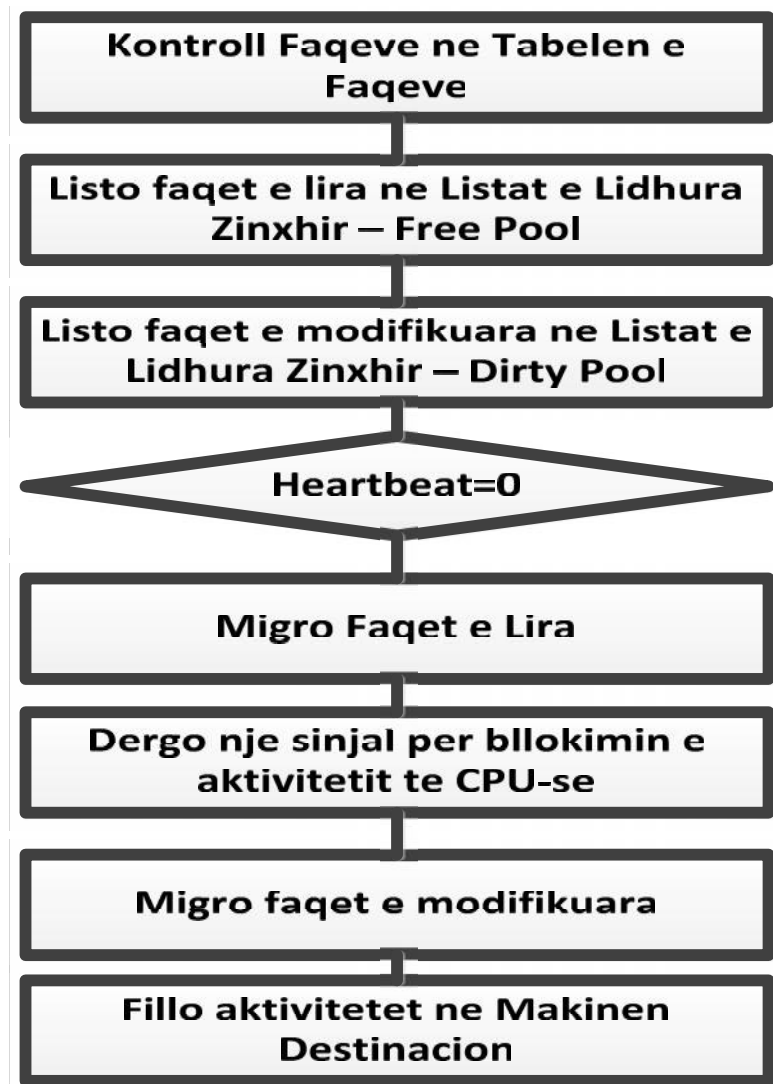 Kontroll Faqeve ne Tabelen e
Faqeve
Listo faqet e lira ne Listat e Lidhura
Zinxhir – Free Pool
Listo faqet e modifikuara ne Listat e
Lidhura Zinxhir – Dirty Pool
Heartbeat=0
Migro Faqet e Lira
Dergo nje sinjal per bllokimin e
aktivitetit te CPU-se
Migro faqet e modifikuara
Fillo aktivitetet ne Makinen
Destinacion